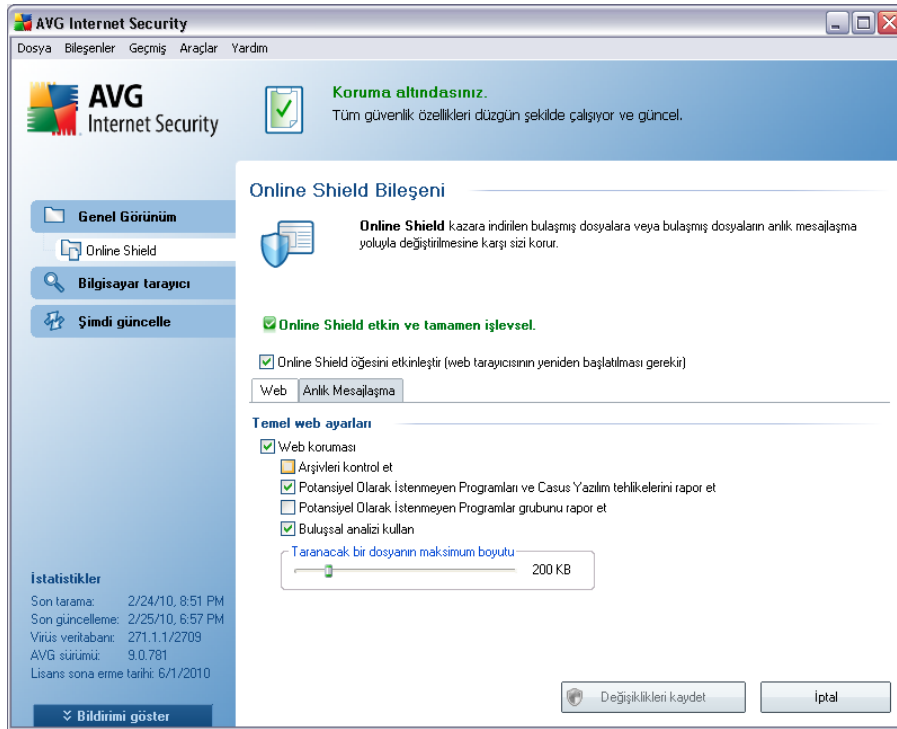 AVG Internet Security
Dosya Bileşenler Geçmiş Araçlar Yardım
AVG
Internet Security
Koruma altındasınız.
Tüm güvenlik özellikleri düzgün şekilde çalışıyor ve güncel.
Genel Görünüm
Online Shield
Bilgisayar tarayıcı
Şimdi güncelle
Online Shield Bileşeni
Online Shield kazara indirilen bulaşmış dosyalara veya bulaşmış dosyaların anlık mesajlaşma
yoluyla değiştirilmesine karşı sizi korur.
Online Shield etkin ve tamamen işlevsel.
Online Shield öğesini etkinleştir (web tarayıcısının yeniden başlatılması gerekir)
Web Anlık Mesajlaşma
Temel web ayarları
Web koruması
Arşivleri kontrol et
Potansiyel Olarak İstenmeyen Programları ve Casus Yazılım tehlikelerini rapor et
Potansiyel Olarak İstenmeyen Programlar grubunu rapor et
Buluşsal analizi kullan
Taranacak bir dosyanın maksimum boyutu
200 KB
İstatistikler
Son tarama: 2/24/10, 8:51 PM
Son güncelleme: 2/25/10, 6:57 PM
Virüs veritabanı: 271.1.1/2709
AVG sürümü: 9.0.781
Lisans sona erme tarihi: 6/1/2010
Bildirimi göster
Değişiklikleri kaydet
İptal